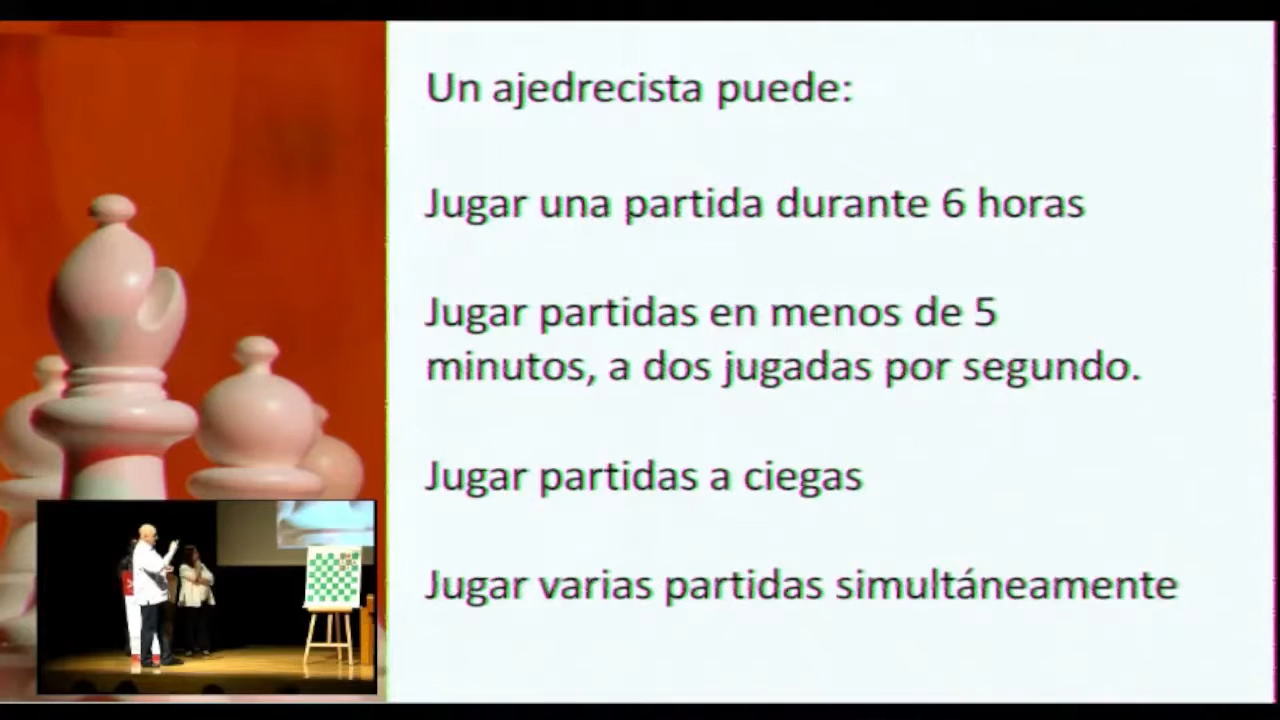 Un ajedrecista puede:
Jugar una partida durante 6 horas
Jugar partidas en menos de 5
minutos, a dos jugadas por segundo.
Jugar partidas a ciegas
Jugar varias partidas simultáneamente